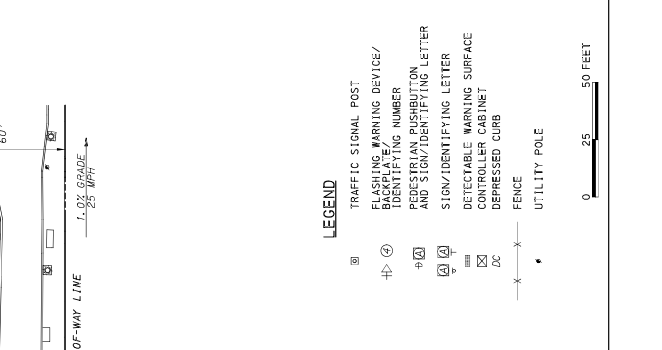 60'
1.0% GRADE
25 MPH
OF-WAY LINE
LEGEND
TRAFFIC SIGNAL POST
4
FLASHING WARNING DEVICE/
BACKPLATE/
IDENTIFYING NUMBER
A
PEDESTRIAN PUSHBUTTON
AND SIGN/IDENTIFYING LETTER
A A
SIGN/IDENTIFYING LETTER
DETECTABLE WARNING SURFACE
CONTROLLER CABINET
DC DEPRESSED CURB
FENCE
UTILITY POLE
0 25 50 FEET